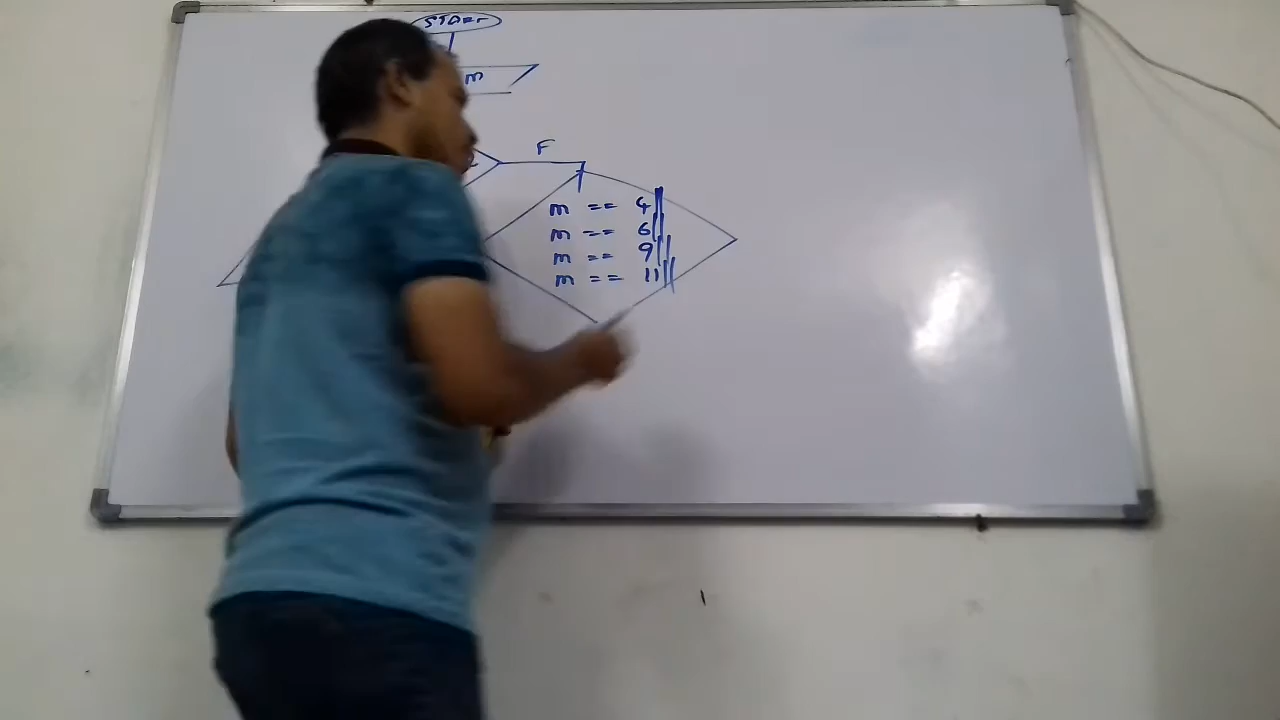 START
m
F
m == 4||
m == 6||
m == 9||
m == 11||